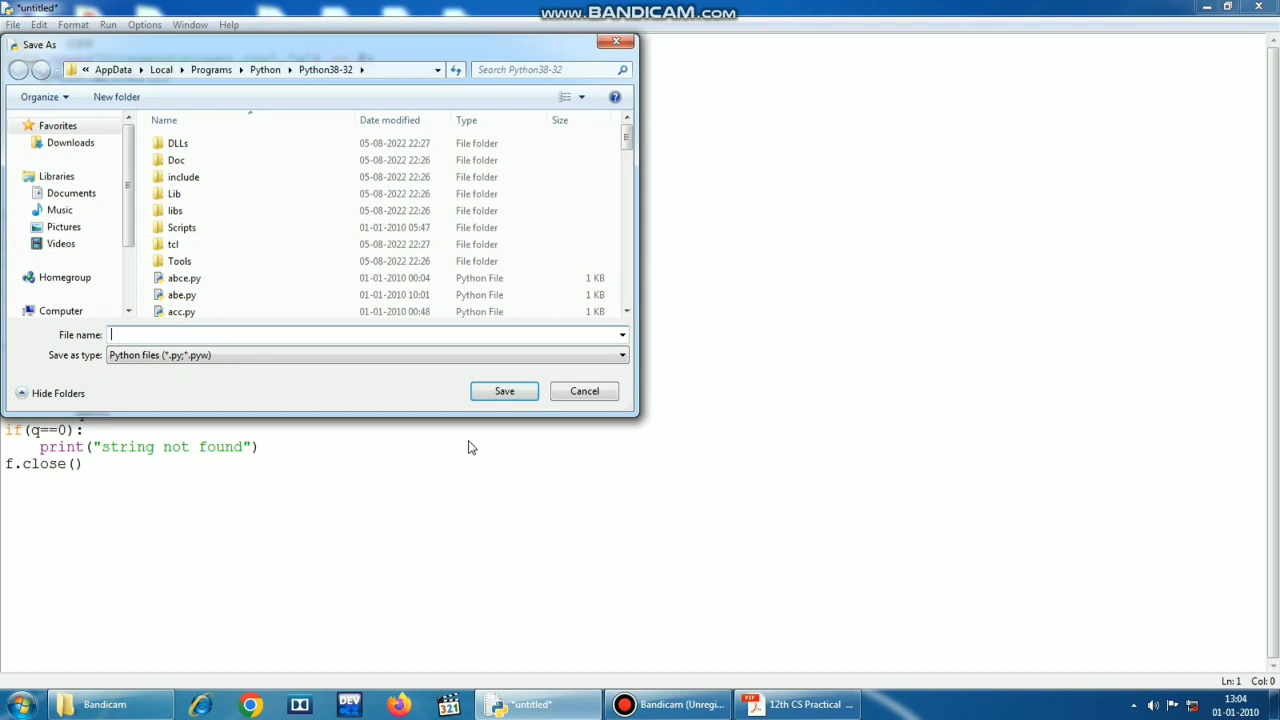 *untitled*
www.BANDICAM.com
File Edit Format Run Options Window Help
Save As
« AppData Local Programs Python Python38-32
Search Python38-32
Organize New folder
Name Date modified Type Size
Favorites
Downloads
Libraries
Documents
Music
Pictures
Videos
Homegroup
Computer
DLLs 05-08-2022 22:27 File folder
Doc 05-08-2022 22:26 File folder
include 05-08-2022 22:26 File folder
Lib 05-08-2022 22:26 File folder
libs 05-08-2022 22:26 File folder
Scripts 01-01-2010 05:47 File folder
tcl 05-08-2022 22:27 File folder
Tools 05-08-2022 22:26 File folder
abce.py 01-01-2010 00:04 Python File 1 KB
abe.py 01-01-2010 10:01 Python File 1 KB
acc.py 01-01-2010 00:48 Python File 1 KB
File name:
Save as type: Python files (*.py;*.pyw)
Hide Folders Save Cancel
if(q==0):
print("string not found")
f.close()
Ln: 1 Col: 0
Bandicam DEV 321 *untitled* Bandicam (Unregi... PDF 12th CS Practical ... 13:04
01-01-2010